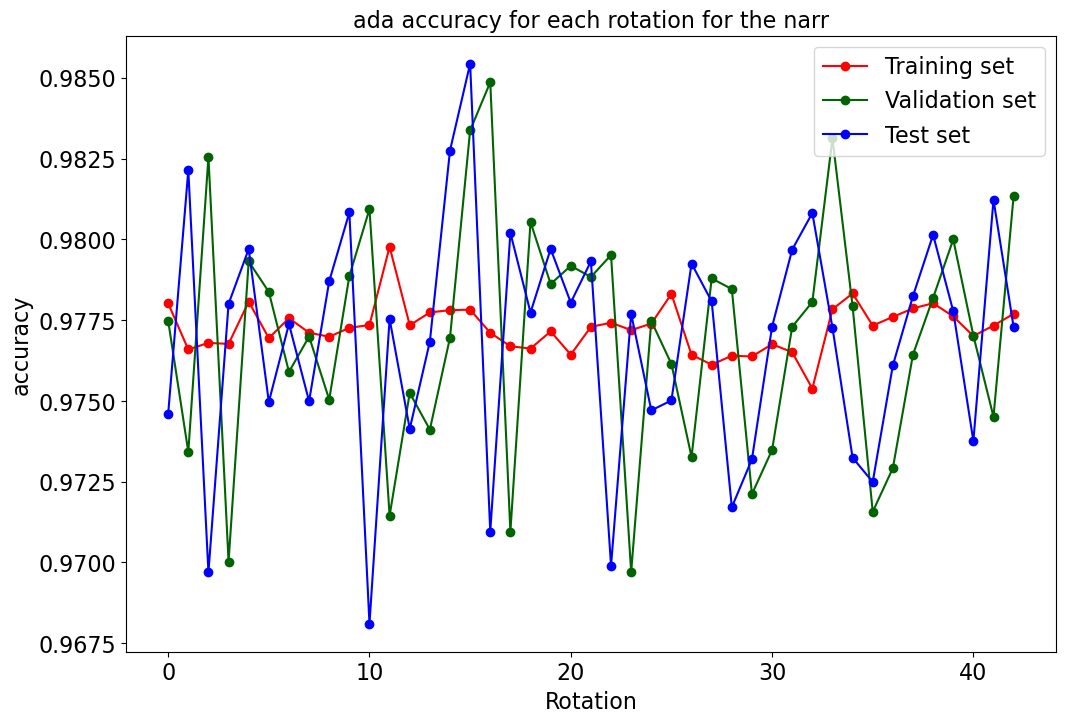 ada accuracy for each rotation for the narr
Training set
Validation set
Test set
0.9850
0.9825
0.9800
0.9775
0.9750
0.9725
0.9700
0.9675
accuracy
0 10 20 30 40
Rotation